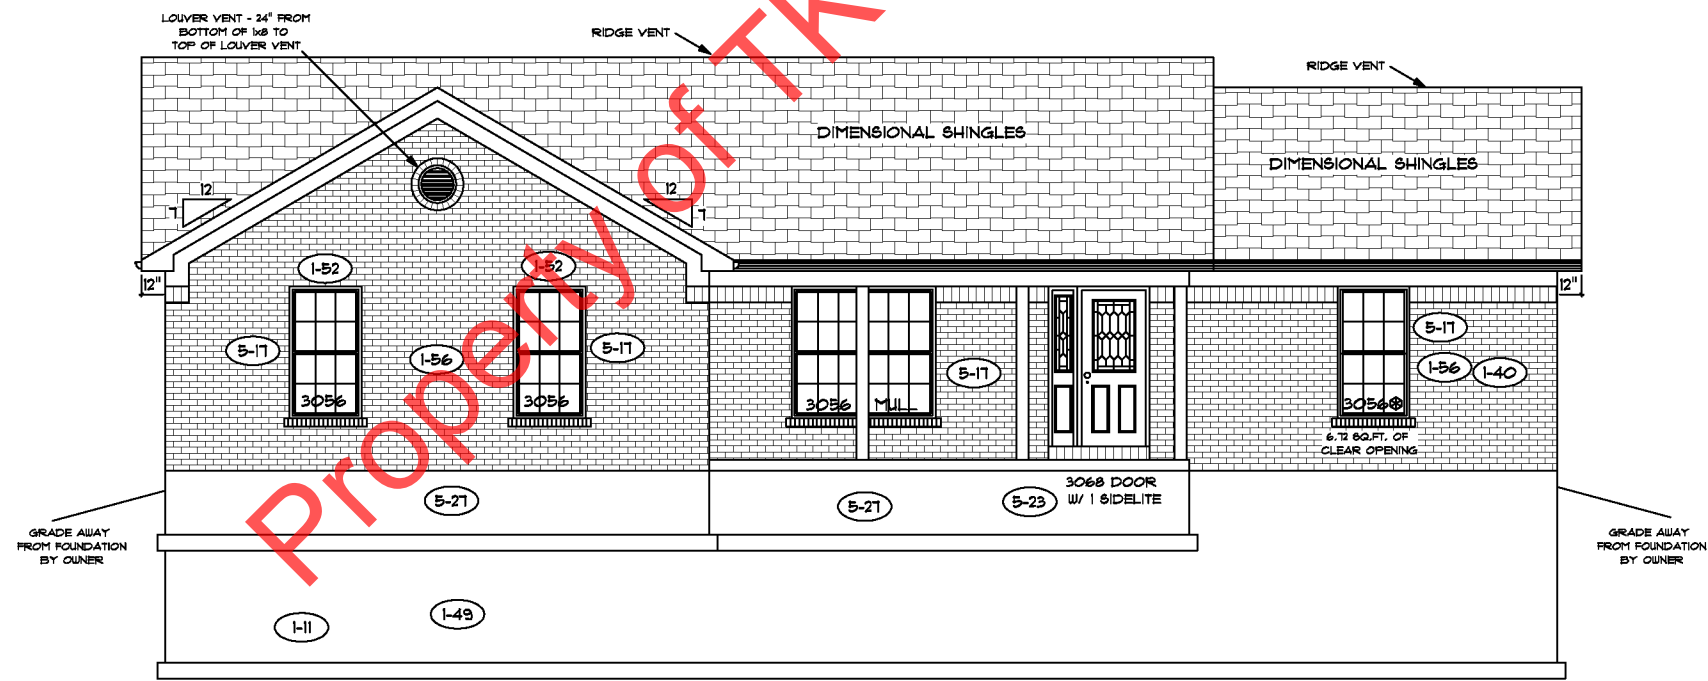 LOUVER VENT - 24" FROM
BOTTOM OF 1x8 TO
TOP OF LOUVER VENT
RIDGE VENT
RIDGE VENT
DIMENSIONAL SHINGLES
DIMENSIONAL SHINGLES
12
7
12
7
12"
12"
1-52
1-52
5-17
1-56
5-17
5-17
5-17
1-56
1-40
3056
3056
3056
MULL
3056
6.72 SQ.FT. OF
CLEAR OPENING
3068 DOOR
W/ 1 SIDELITE
5-27
5-27
5-23
GRADE AWAY
FROM FOUNDATION
BY OWNER
GRADE AWAY
FROM FOUNDATION
BY OWNER
1-11
1-49
Property of TK